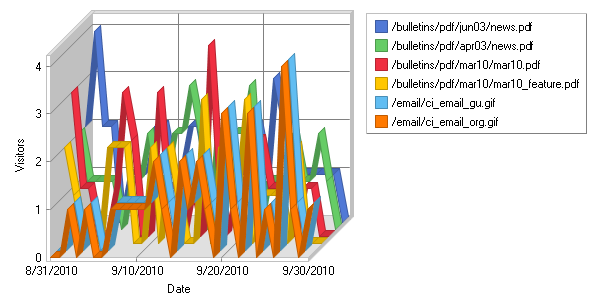 /bulletins/pdf/jun03/news.pdf
/bulletins/pdf/apr03/news.pdf
/bulletins/pdf/mar10/mar10.pdf
/bulletins/pdf/mar10/mar10_feature.pdf
/email/ci_email_gu.gif
/email/ci_email_org.gif
4
3
2
1
0
Visitors
8/31/2010
9/10/2010
9/20/2010
9/30/2010
Date